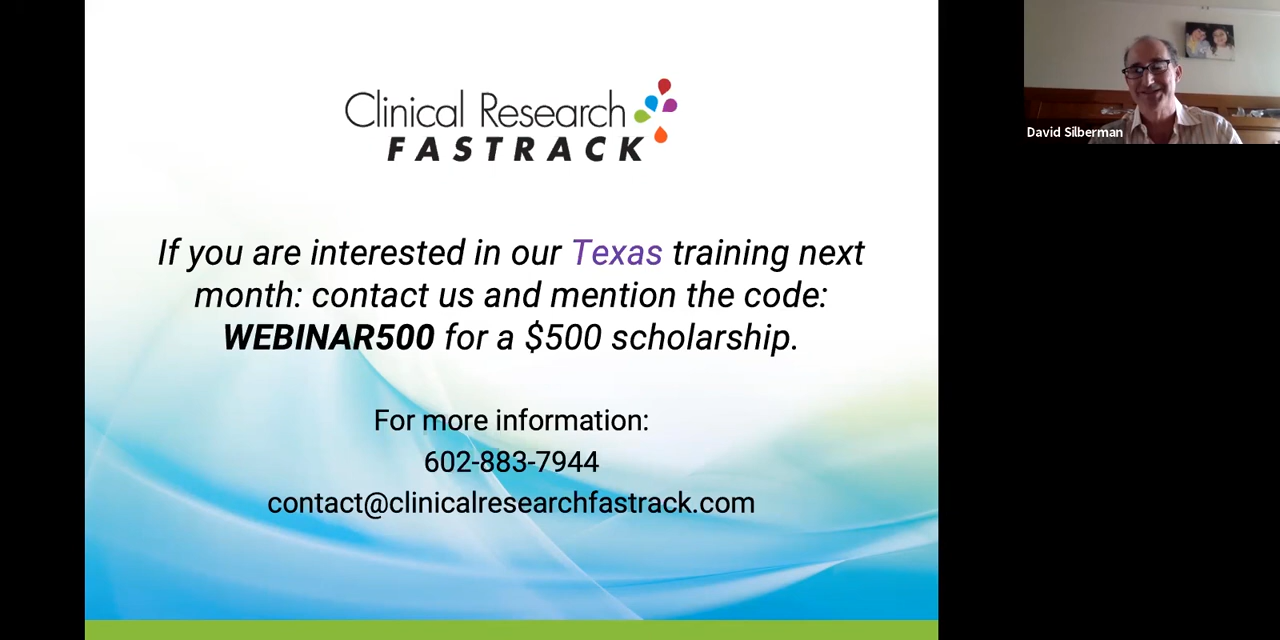 Clinical Research
FASTRACK
If you are interested in our Texas training next
month: contact us and mention the code:
WEBINAR500 for a $500 scholarship.
For more information:
602-883-7944
contact@clinicalresearchfastrack.com
David Silberman